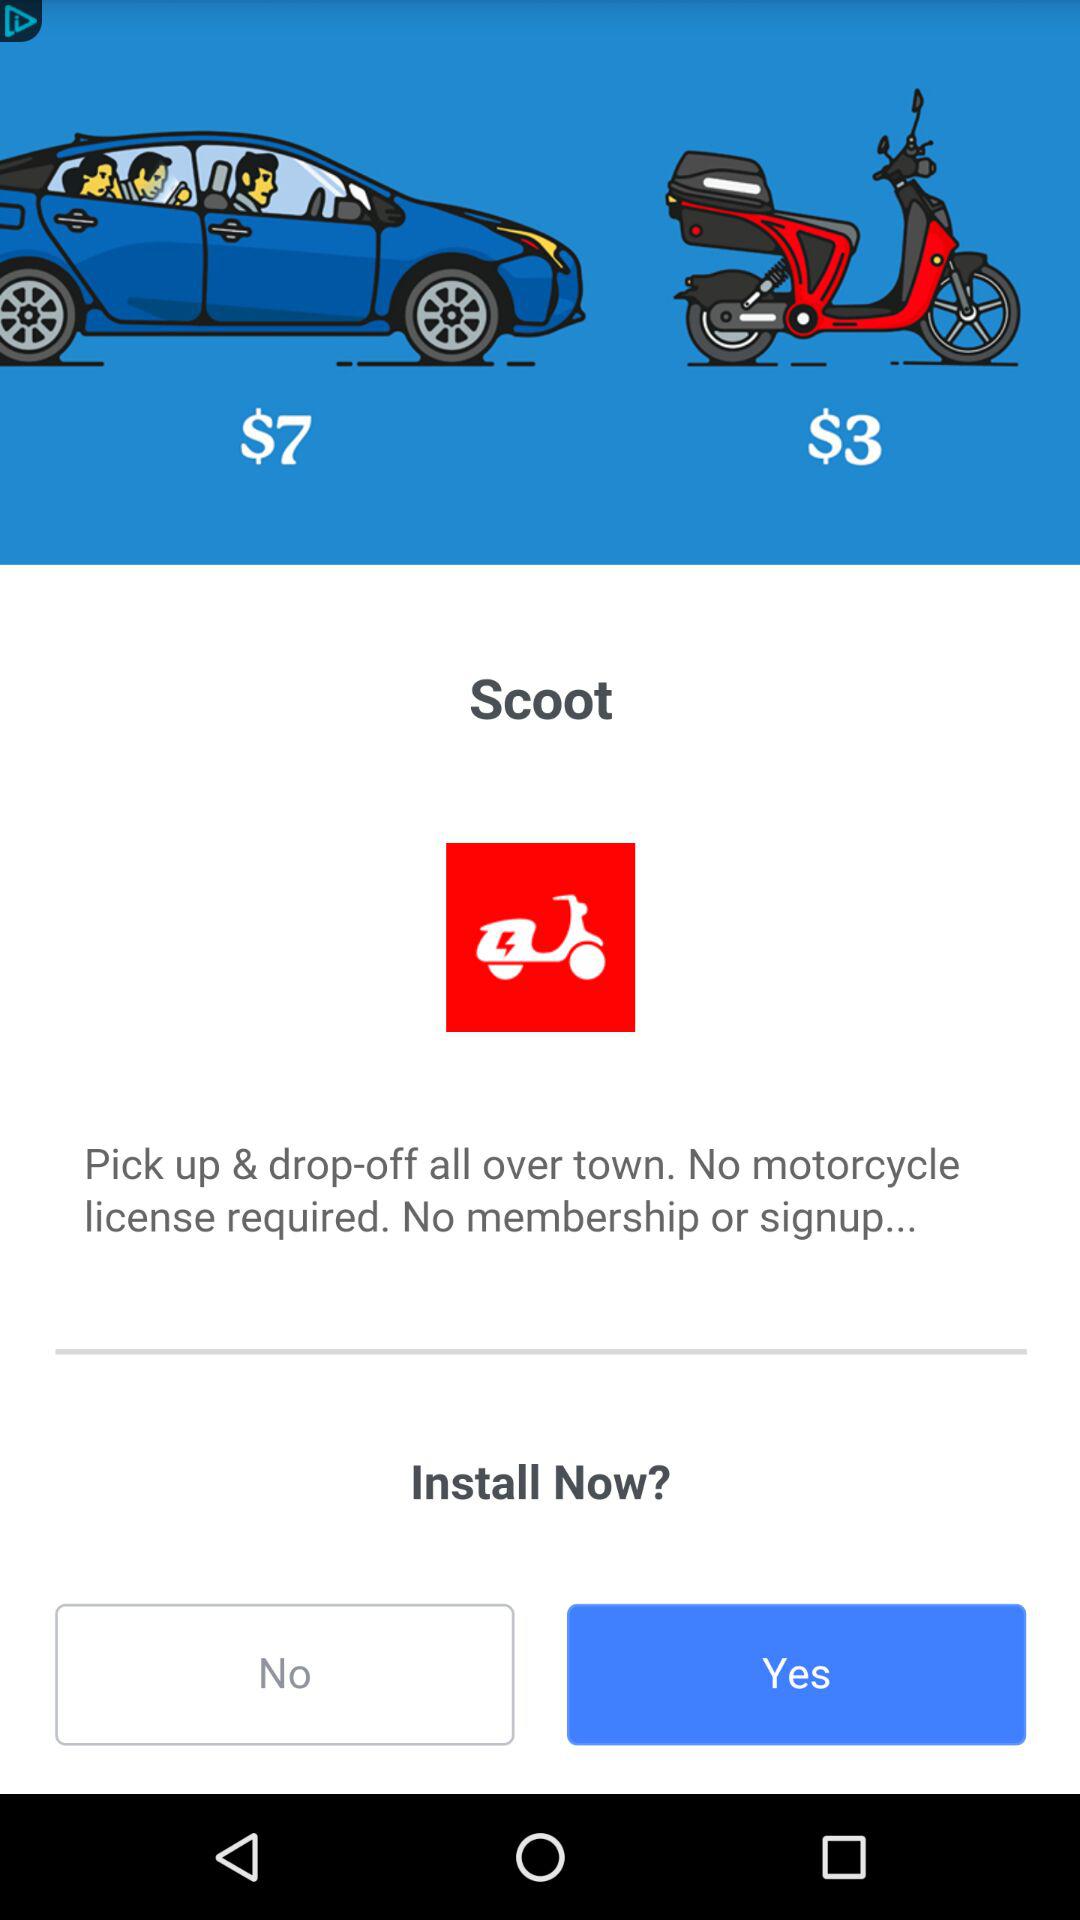 $7 $3
Scoot
Pick up & drop-off all over town. No motorcycle
license required. No membership or signup...
Install Now?
No Yes